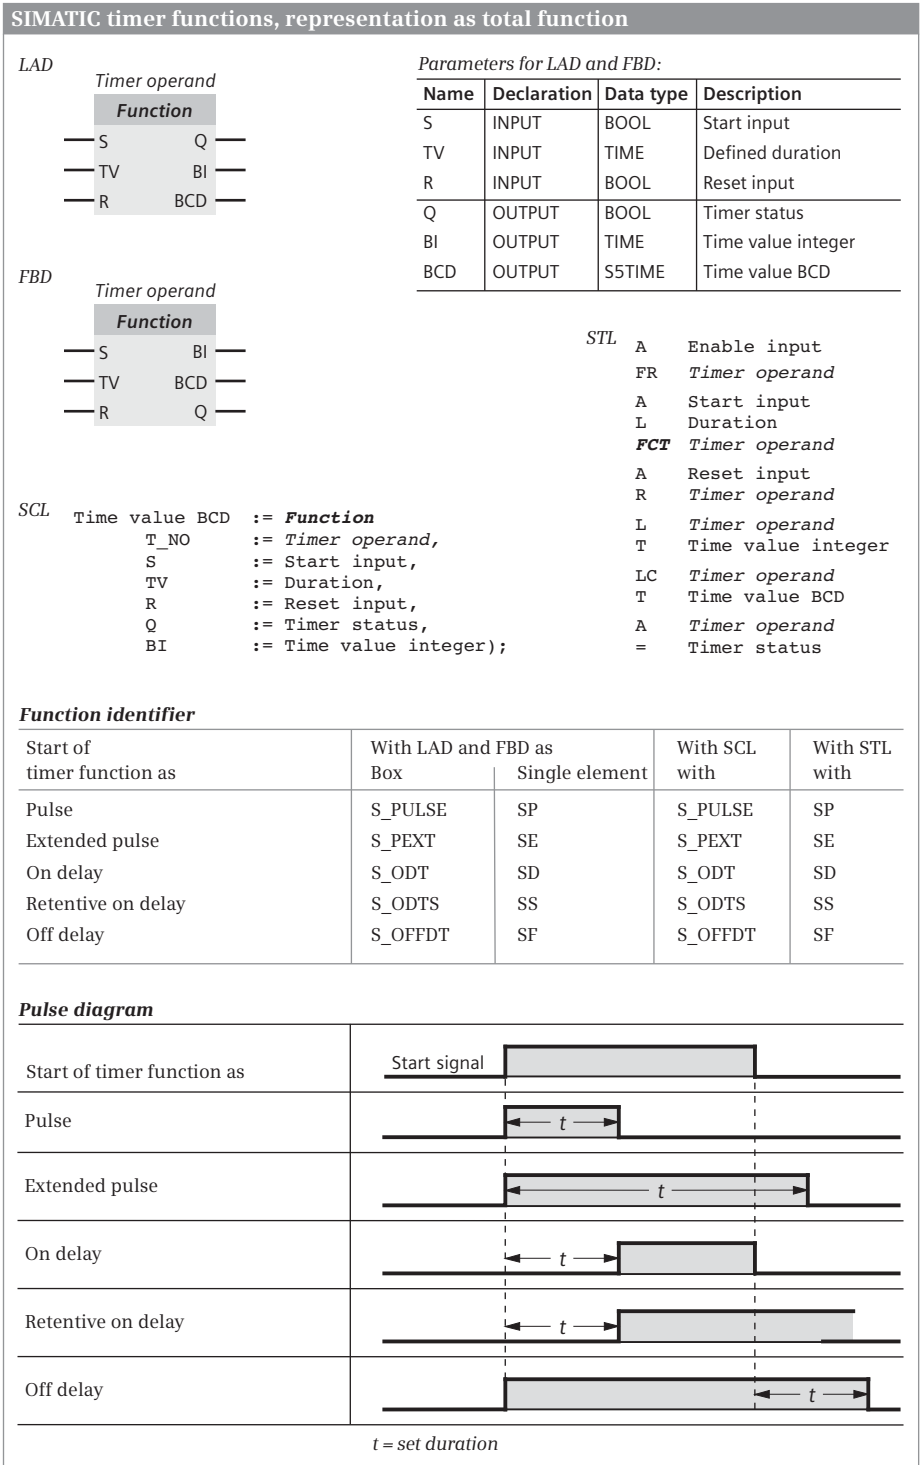 SIMATIC timer functions, representation as total function
LAD
Timer operand
Function
S Q
TV BI
R BCD
Parameters for LAD and FBD:
Name Declaration Data type Description
S INPUT BOOL Start input
TV INPUT TIME Defined duration
R INPUT BOOL Reset input
Q OUTPUT BOOL Timer status
BI OUTPUT TIME Time value integer
BCD OUTPUT S5TIME Time value BCD
FBD
Timer operand
Function
S BI
TV BCD
R Q
STL
A Enable input
FR Timer operand
A Start input
L Duration
FCT Timer operand
A Reset input
R Timer operand
L Timer operand
T Time value integer
LC Timer operand
T Time value BCD
A Timer operand
= Timer status
SCL
Time value BCD := Function
T_NO := Timer operand,
S := Start input,
TV := Duration,
R := Reset input,
Q := Timer status,
BI := Time value integer);
Function identifier
Start of With LAD and FBD as With SCL With STL
timer function as Box Single element with with
Pulse S_PULSE SP S_PULSE SP
Extended pulse S_PEXT SE S_PEXT SE
On delay S_ODT SD S_ODT SD
Retentive on delay S_ODTS SS S_ODTS SS
Off delay S_OFFDT SF S_OFFDT SF
Pulse diagram
Start of timer function as Start signal
Pulse t
Extended pulse t
On delay t
Retentive on delay t
Off delay t
t = set duration